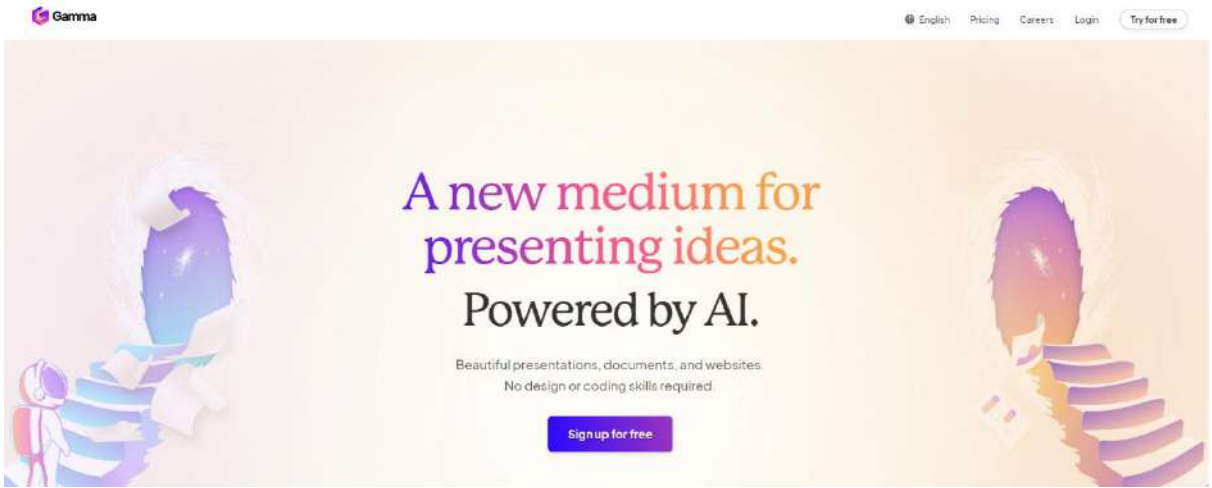 Gamma
English Pricing Careers Login Try for free
A new medium for
presenting ideas.
Powered by AI.
Beautiful presentations, documents, and websites.
No design or coding skills required.
Sign up for free